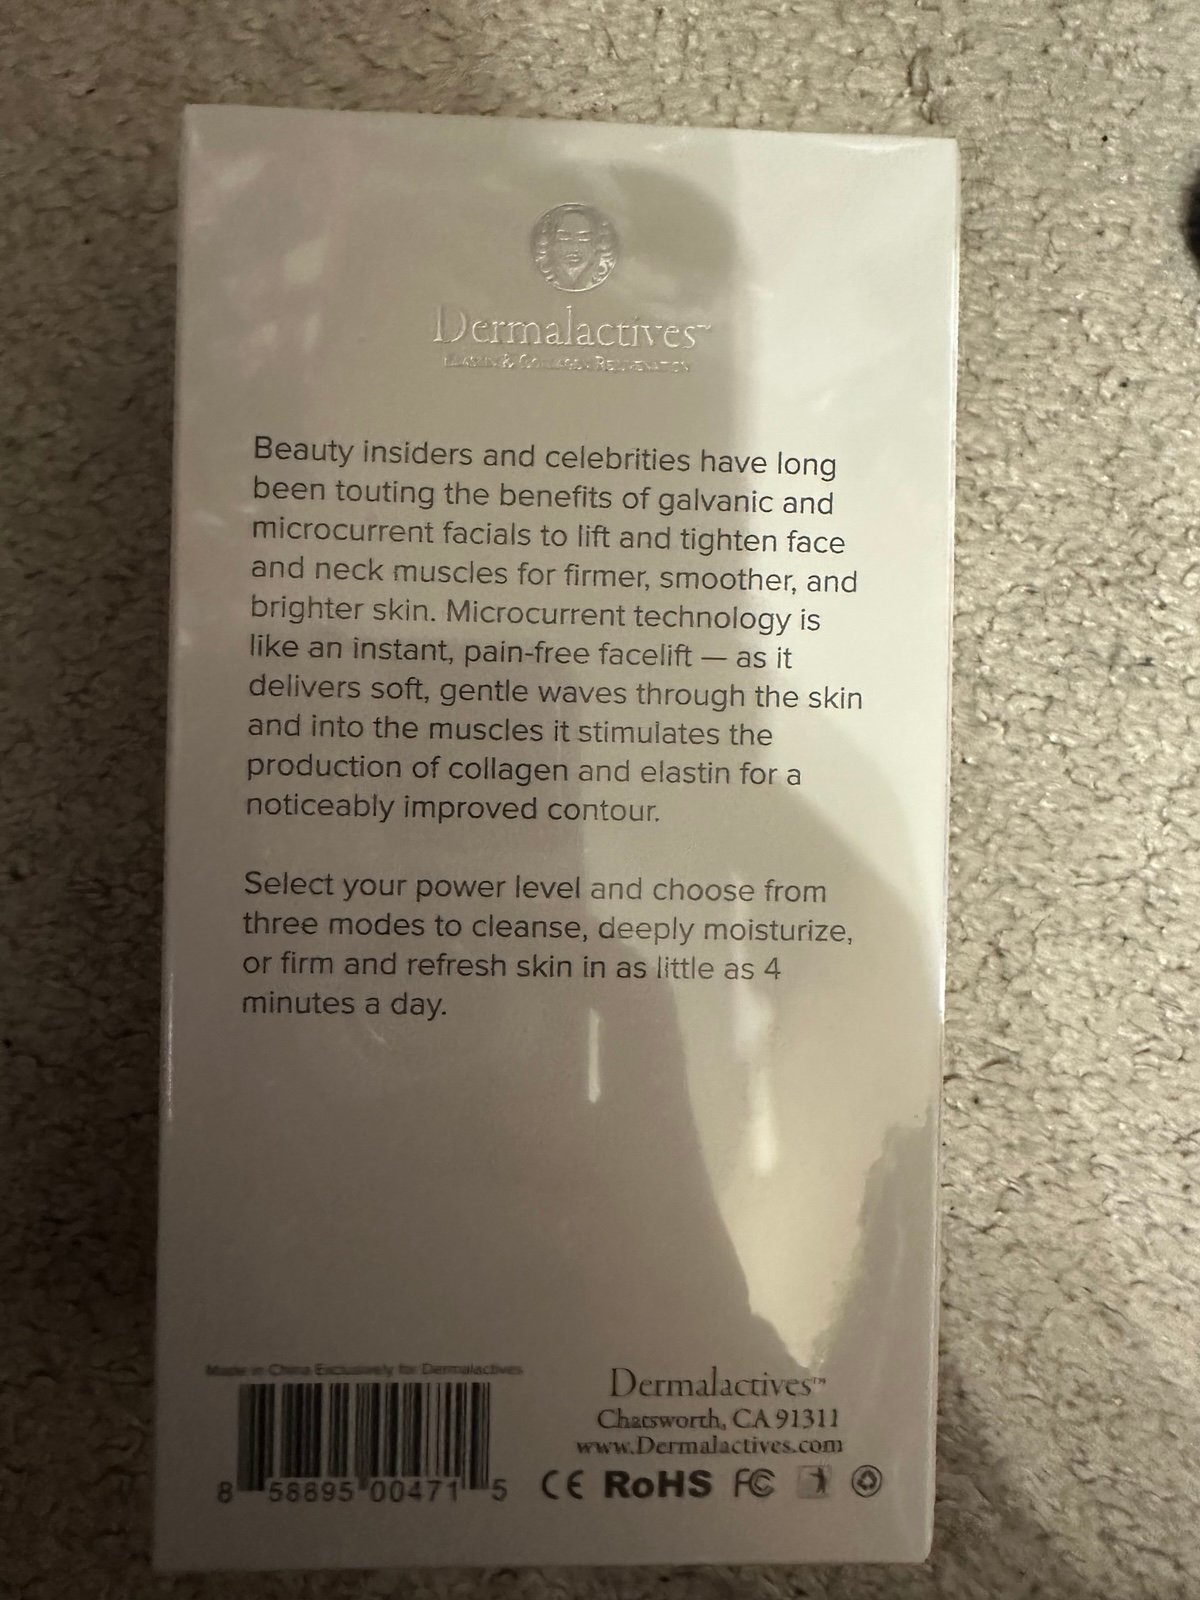 Dermalactives™
Elastin & Collagen Rejuvenation
Beauty insiders and celebrities have long
been touting the benefits of galvanic and
microcurrent facials to lift and tighten face
and neck muscles for firmer, smoother, and
brighter skin. Microcurrent technology is
like an instant, pain-free facelift — as it
delivers soft, gentle waves through the skin
and into the muscles it stimulates the
production of collagen and elastin for a
noticeably improved contour.
Select your power level and choose from
three modes to cleanse, deeply moisturize,
or firm and refresh skin in as little as 4
minutes a day.
Made in China Exclusively for Dermalactives
8 58895 00471 5
Dermalactives™
Chatsworth, CA 91311
www.Dermalactives.com
CE RoHS FC